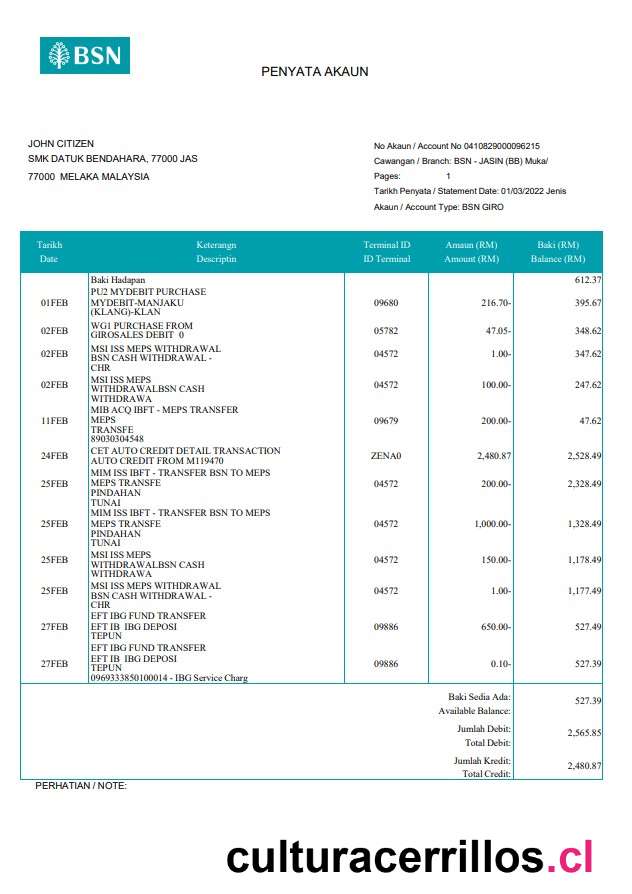 BSN
PENYATA AKAUN
JOHN CITIZEN
SMK DATUK BENDAHARA, 77000 JAS
77000 MELAKA MALAYSIA
No Akaun / Account No 0410829000096215
Cawangan / Branch: BSN - JASIN (BB) Muka/
Pages: 1
Tarikh Penyata / Statement Date: 01/03/2022 Jenis
Akaun / Account Type: BSN GIRO
Tarikh Keterangn Terminal ID Amaun (RM) Baki (RM)
Date Descriptin ID Terminal Amount (RM) Balance (RM)
Baki Hadapan 612.37
PU2 MYDEBIT PURCHASE
01FEB MYDEBIT-MANJAKU 09680 216.70- 395.67
(KLANG)-KLAN
WG1 PURCHASE FROM
02FEB GIROSALES DEBIT 0 05782 47.05- 348.62
MSI ISS MEPS WITHDRAWAL
02FEB BSN CASH WITHDRAWAL - 04572 1.00- 347.62
CHR
MSI ISS MEPS
02FEB WITHDRAWALBSN CASH 04572 100.00- 247.62
WITHDRAWA
MIB ACQ IBFT - MEPS TRANSFER
11FEB MEPS 09679 200.00- 47.62
TRANSFE
89030304548
CET AUTO CREDIT DETAIL TRANSACTION
24FEB AUTO CREDIT FROM M119470 ZENA0 2,480.87 2,528.49
MIM ISS IBFT - TRANSFER BSN TO MEPS
25FEB MEPS TRANSFE 04572 200.00- 2,328.49
PINDAHAN
TUNAI
MIM ISS IBFT - TRANSFER BSN TO MEPS
25FEB MEPS TRANSFE 04572 1,000.00- 1,328.49
PINDAHAN
TUNAI
MSI ISS MEPS
25FEB WITHDRAWALBSN CASH 04572 150.00- 1,178.49
WITHDRAWA
MSI ISS MEPS WITHDRAWAL
25FEB BSN CASH WITHDRAWAL - 04572 1.00- 1,177.49
CHR
EFT IBG FUND TRANSFER
27FEB EFT IB IBG DEPOSI 09886 650.00- 527.49
TEPUN
EFT IBG FUND TRANSFER
EFT IB IBG DEPOSI
27FEB TEPUN 09886 0.10- 527.39
0969333850100014 - IBG Service Charg
Baki Sedia Ada: 527.39
Available Balance:
Jumlah Debit: 2,565.85
Total Debit:
Jumlah Kredit: 2,480.87
Total Credit:
PERHATIAN / NOTE:
culturacerrillos.cl